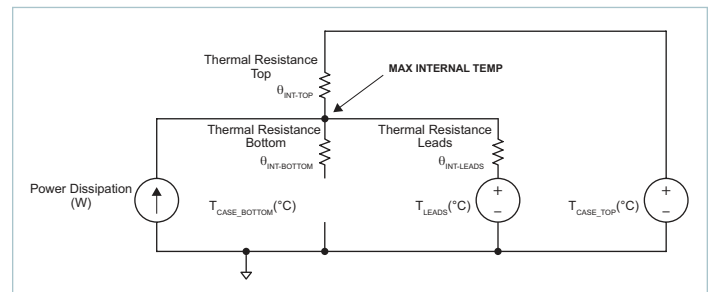 Thermal Resistance
Top
θINT-TOP
MAX INTERNAL TEMP
Thermal Resistance
Bottom
θINT-BOTTOM
Thermal Resistance
Leads
θINT-LEADS
Power Dissipation
(W)
TCASE_BOTTOM(°C)
TLEADS(°C)
+
–
TCASE_TOP(°C)
+
–